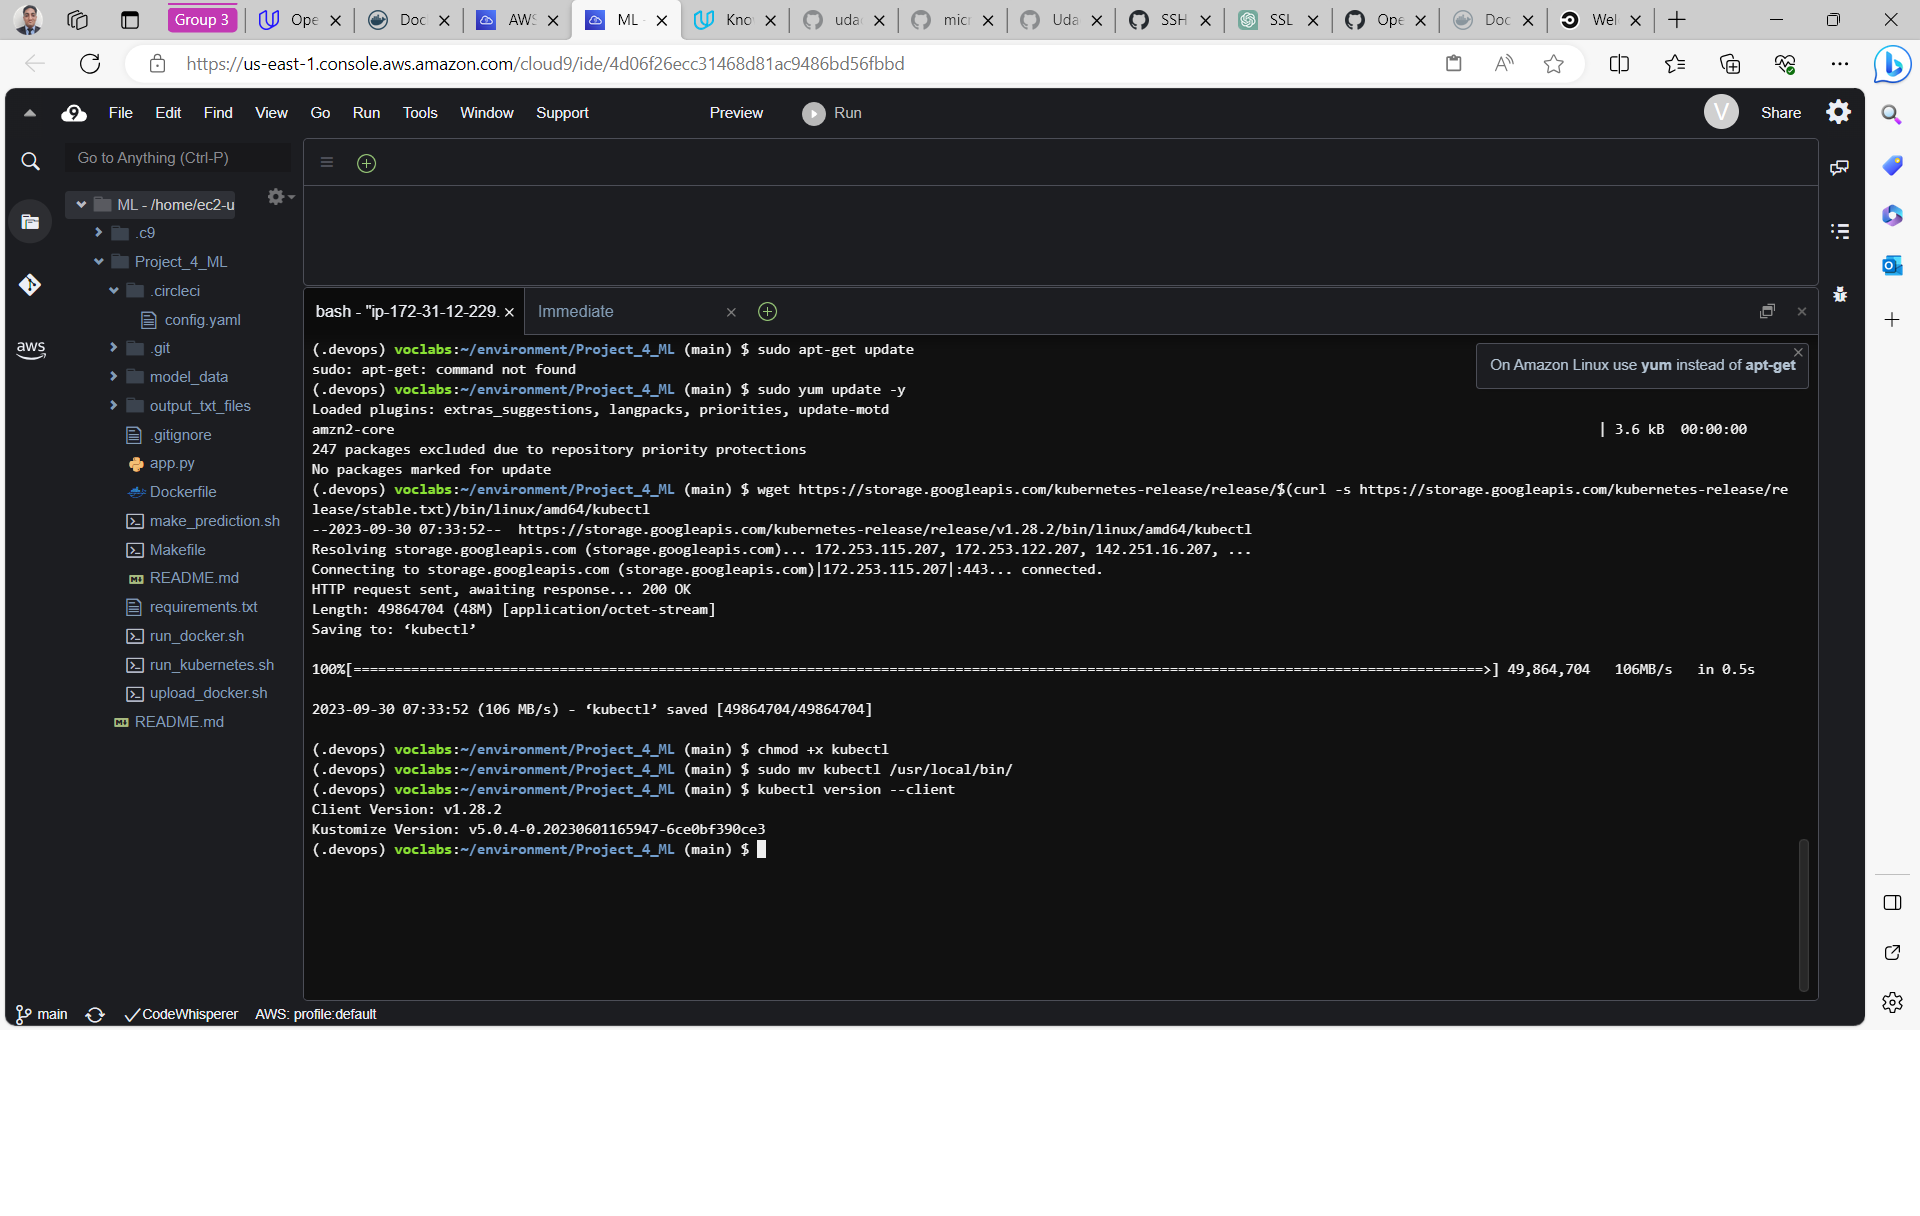 Group 3
Ope
Doc
AWS
ML -
Kno
udac
micr
Uda
SSH
SSL
Ope
Doc
Wel
https://us-east-1.console.aws.amazon.com/cloud9/ide/4d06f26ecc31468d81ac9486bd56fbbd
9 File Edit Find View Go Run Tools Window Support Preview Run V Share
Go to Anything (Ctrl-P)
ML - /home/ec2-u
.c9
Project_4_ML
.circleci
config.yaml
.git
model_data
output_txt_files
.gitignore
app.py
Dockerfile
make_prediction.sh
Makefile
README.md
requirements.txt
run_docker.sh
run_kubernetes.sh
upload_docker.sh
README.md
aws
bash - "ip-172-31-12-229.
Immediate
(.devops) voclabs:~/environment/Project_4_ML (main) $ sudo apt-get update
sudo: apt-get: command not found
On Amazon Linux use yum instead of apt-get
(.devops) voclabs:~/environment/Project_4_ML (main) $ sudo yum update -y
Loaded plugins: extras_suggestions, langpacks, priorities, update-motd
amzn2-core | 3.6 kB 00:00:00
247 packages excluded due to repository priority protections
No packages marked for update
(.devops) voclabs:~/environment/Project_4_ML (main) $ wget https://storage.googleapis.com/kubernetes-release/release/$(curl -s https://storage.googleapis.com/kubernetes-release/re
lease/stable.txt)/bin/linux/amd64/kubectl
--2023-09-30 07:33:52-- https://storage.googleapis.com/kubernetes-release/release/v1.28.2/bin/linux/amd64/kubectl
Resolving storage.googleapis.com (storage.googleapis.com)... 172.253.115.207, 172.253.122.207, 142.251.16.207, ...
Connecting to storage.googleapis.com (storage.googleapis.com)|172.253.115.207|:443... connected.
HTTP request sent, awaiting response... 200 OK
Length: 49864704 (48M) [application/octet-stream]
Saving to: ‘kubectl’
100%[=========================================================================================================================================>] 49,864,704 106MB/s in 0.5s
2023-09-30 07:33:52 (106 MB/s) - ‘kubectl’ saved [49864704/49864704]
(.devops) voclabs:~/environment/Project_4_ML (main) $ chmod +x kubectl
(.devops) voclabs:~/environment/Project_4_ML (main) $ sudo mv kubectl /usr/local/bin/
(.devops) voclabs:~/environment/Project_4_ML (main) $ kubectl version --client
Client Version: v1.28.2
Kustomize Version: v5.0.4-0.20230601165947-6ce0bf390ce3
(.devops) voclabs:~/environment/Project_4_ML (main) $
main CodeWhisperer AWS: profile:default